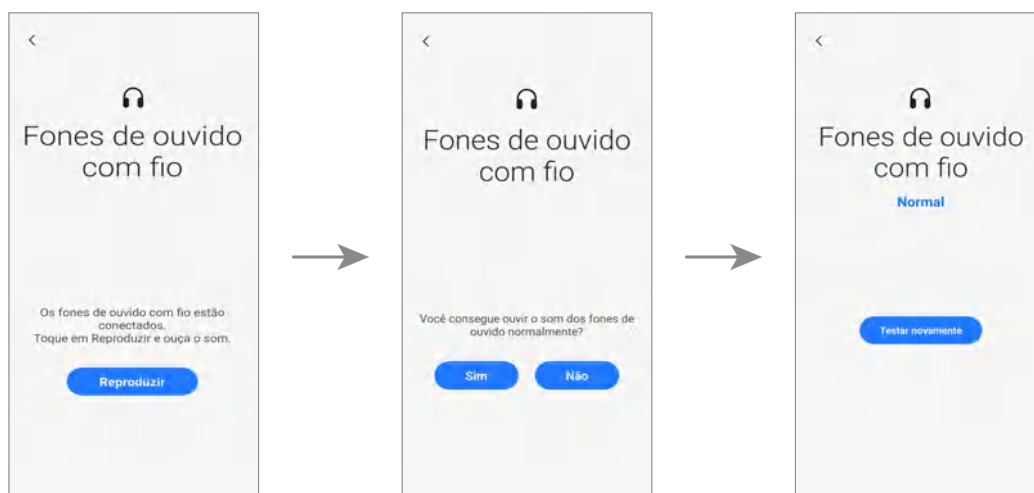 Fones de ouvido
com fio
Os fones de ouvido com fio estão
conectados.
Toque em Reproduzir e ouça o som.
Reproduzir
Fones de ouvido
com fio
Você consegue ouvir o som dos fones de
ouvido normalmente?
Sim
Não
Fones de ouvido
com fio
Normal
Testar novamente